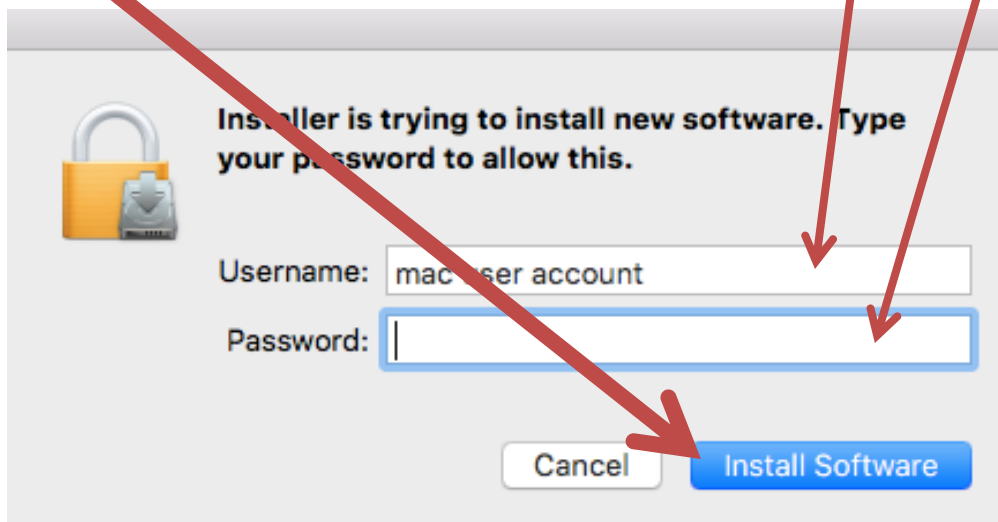 Installer is trying to install new software. Type
your password to allow this.
Username: mac user account
Password:
Cancel Install Software